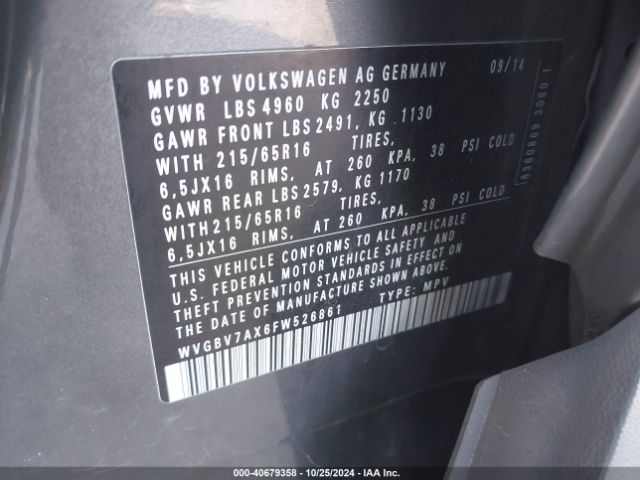 MFD BY VOLKSWAGEN AG GERMANY 09/14
GVWR LBS 4960 KG 2250
GAWR FRONT LBS 2491, KG 1130
WITH 215/65R16 TIRES,
6,5JX16 RIMS, AT 260 KPA, 38 PSI COLD
GAWR REAR LBS 2579, KG 1170
WITH 215/65R16 TIRES,
6,5JX16 RIMS, AT 260 KPA, 38 PSI COLD
THIS VEHICLE CONFORMS TO ALL APPLICABLE
U.S. FEDERAL MOTOR VEHICLE SAFETY AND
THEFT PREVENTION STANDARDS IN EFFECT ON
THE DATE OF MANUFACTURE SHOWN ABOVE.
WVGBV7AX6FW526861 TYPE: MPV
000-40679358 - 10/25/2024 - IAA Inc.